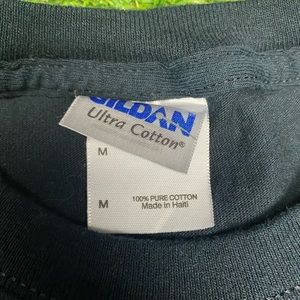 GILDAN
Ultra Cotton®
M
M
100% PURE COTTON
Made in Haiti